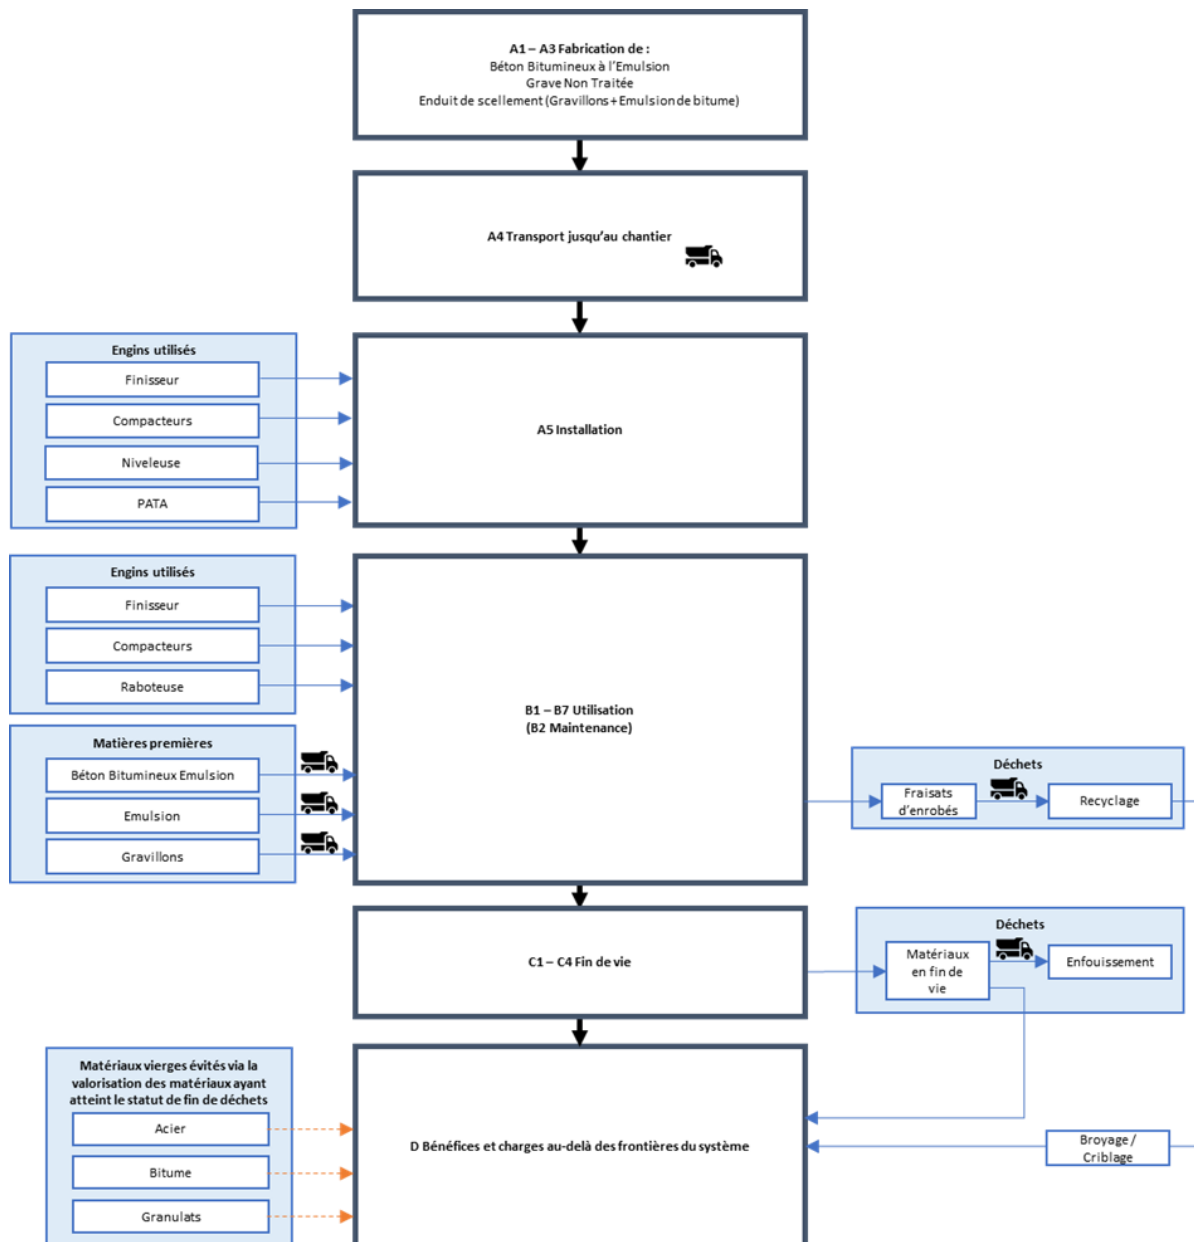 A1 – A3 Fabrication de :
Béton Bitumineux à l'Emulsion
Grave Non Traitée
Enduit de scellement (Gravillons + Emulsion de bitume)
A4 Transport jusqu'au chantier
Engins utilisés
Finisseur
Compacteurs
Niveleuse
PATA
A5 Installation
Engins utilisés
Finisseur
Compacteurs
Raboteuse
Matières premières
Béton Bitumineux Emulsion
Emulsion
Gravillons
B1 – B7 Utilisation
(B2 Maintenance)
Déchets
Fraisats
d'enrobés
Recyclage
C1 – C4 Fin de vie
Déchets
Matériaux
en fin de
vie
Enfouissement
Matériaux vierges évités via la
valorisation des matériaux ayant
atteint le statut de fin de déchets
Acier
Bitume
Granulats
D Bénéfices et charges au-delà des frontières du système
Broyage /
Criblage